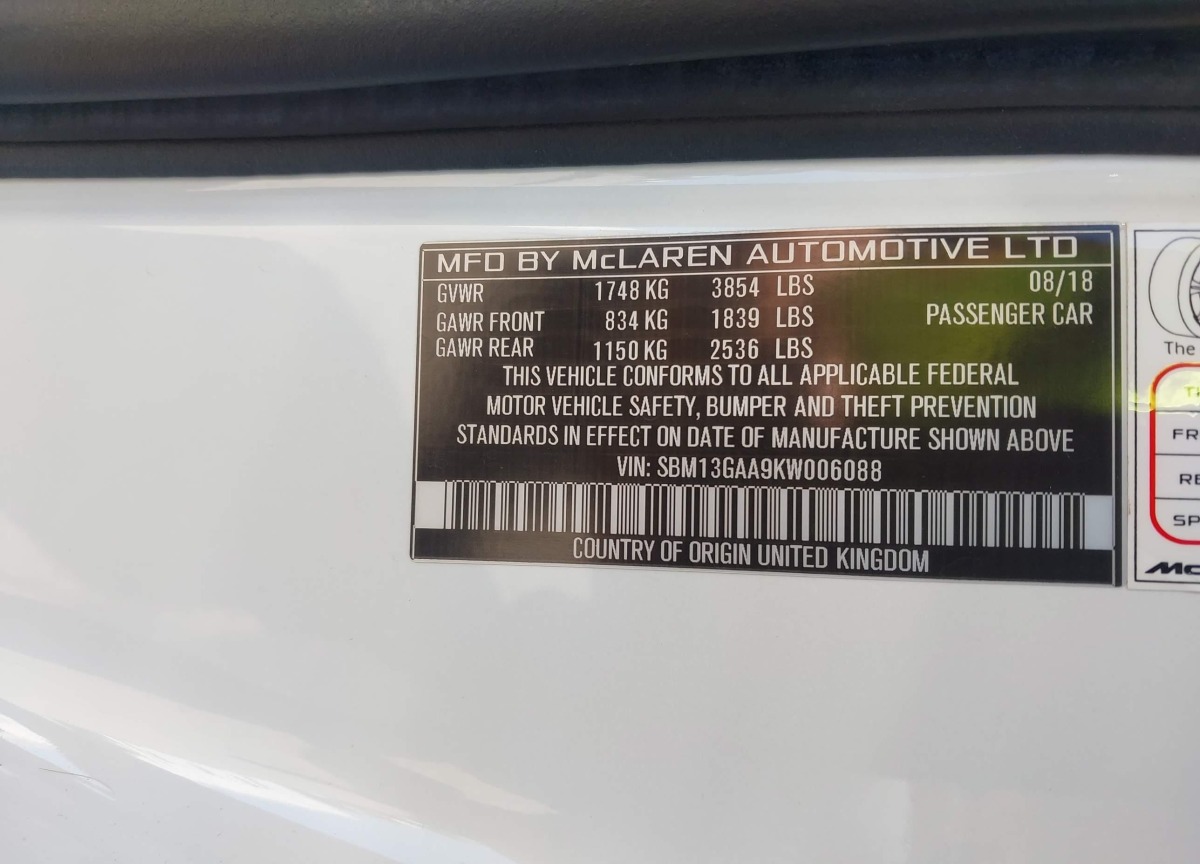 MFD BY McLAREN AUTOMOTIVE LTD
GVWR 1748 KG 3854 LBS 08/18
GAWR FRONT 834 KG 1839 LBS PASSENGER CAR
GAWR REAR 1150 KG 2536 LBS
THIS VEHICLE CONFORMS TO ALL APPLICABLE FEDERAL
MOTOR VEHICLE SAFETY, BUMPER AND THEFT PREVENTION
STANDARDS IN EFFECT ON DATE OF MANUFACTURE SHOWN ABOVE
VIN: SBM13GAA9KW006088
COUNTRY OF ORIGIN UNITED KINGDOM
The